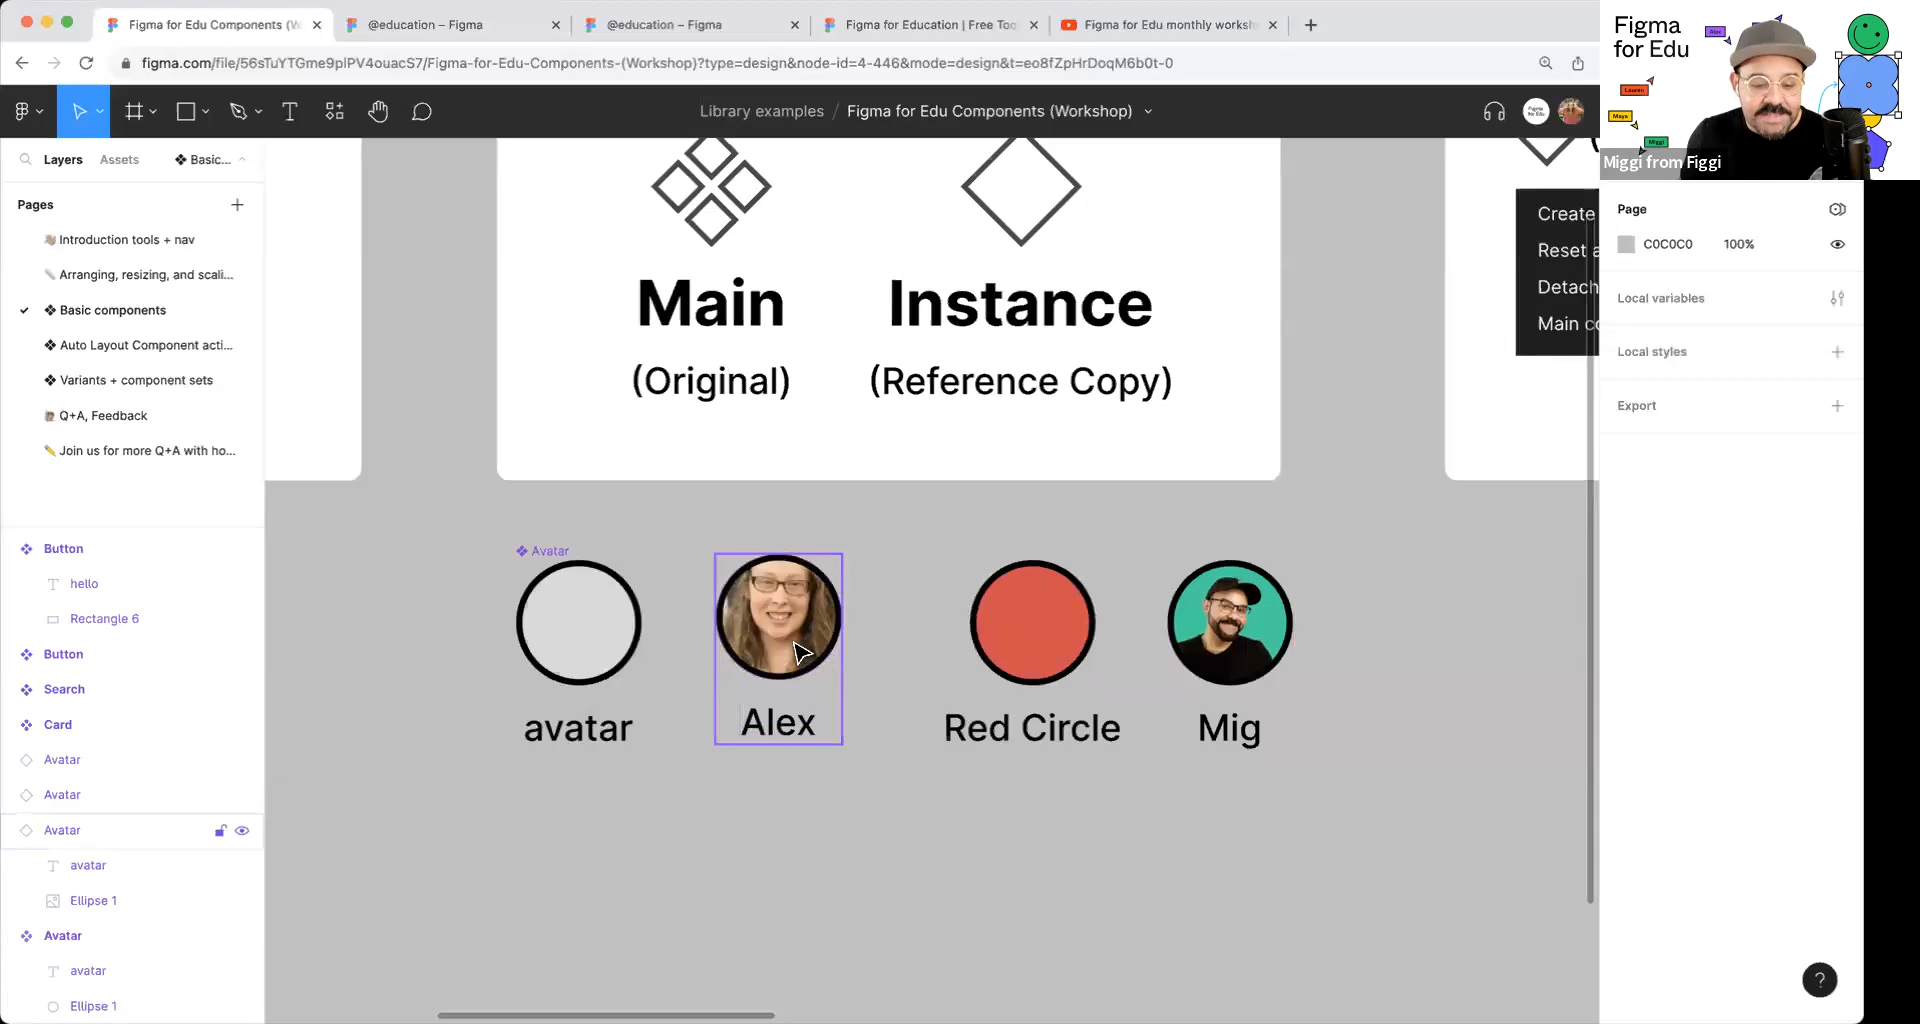 Figma for Edu Components (W
@education – Figma
@education – Figma
Figma for Education | Free Too
Figma for Edu monthly worksh
figma.com/file/56sTuYTGme9plPV4ouacS7/Figma-for-Edu-Components-(Workshop)?type=design&node-id=4-446&mode=design&t=eo8fZpHrDoqM6b0t-0
Library examples / Figma for Edu Components (Workshop)
Figma
for Edu
Alex
Lauren
Maya
Miggi
Miggi from Figgi
Layers
Assets
Basic...
Pages
Introduction tools + nav
Arranging, resizing, and scali...
Basic components
Auto Layout Component acti...
Variants + component sets
Q+A, Feedback
Join us for more Q+A with ho...
Button
hello
Rectangle 6
Button
Search
Card
Avatar
Avatar
Avatar
avatar
Ellipse 1
Avatar
avatar
Ellipse 1
Main
(Original)
Instance
(Reference Copy)
Create
Reset a
Detach
Main co
Avatar
avatar
Alex
Red Circle
Mig
Page
C0C0C0
100%
Local variables
Local styles
Export
?